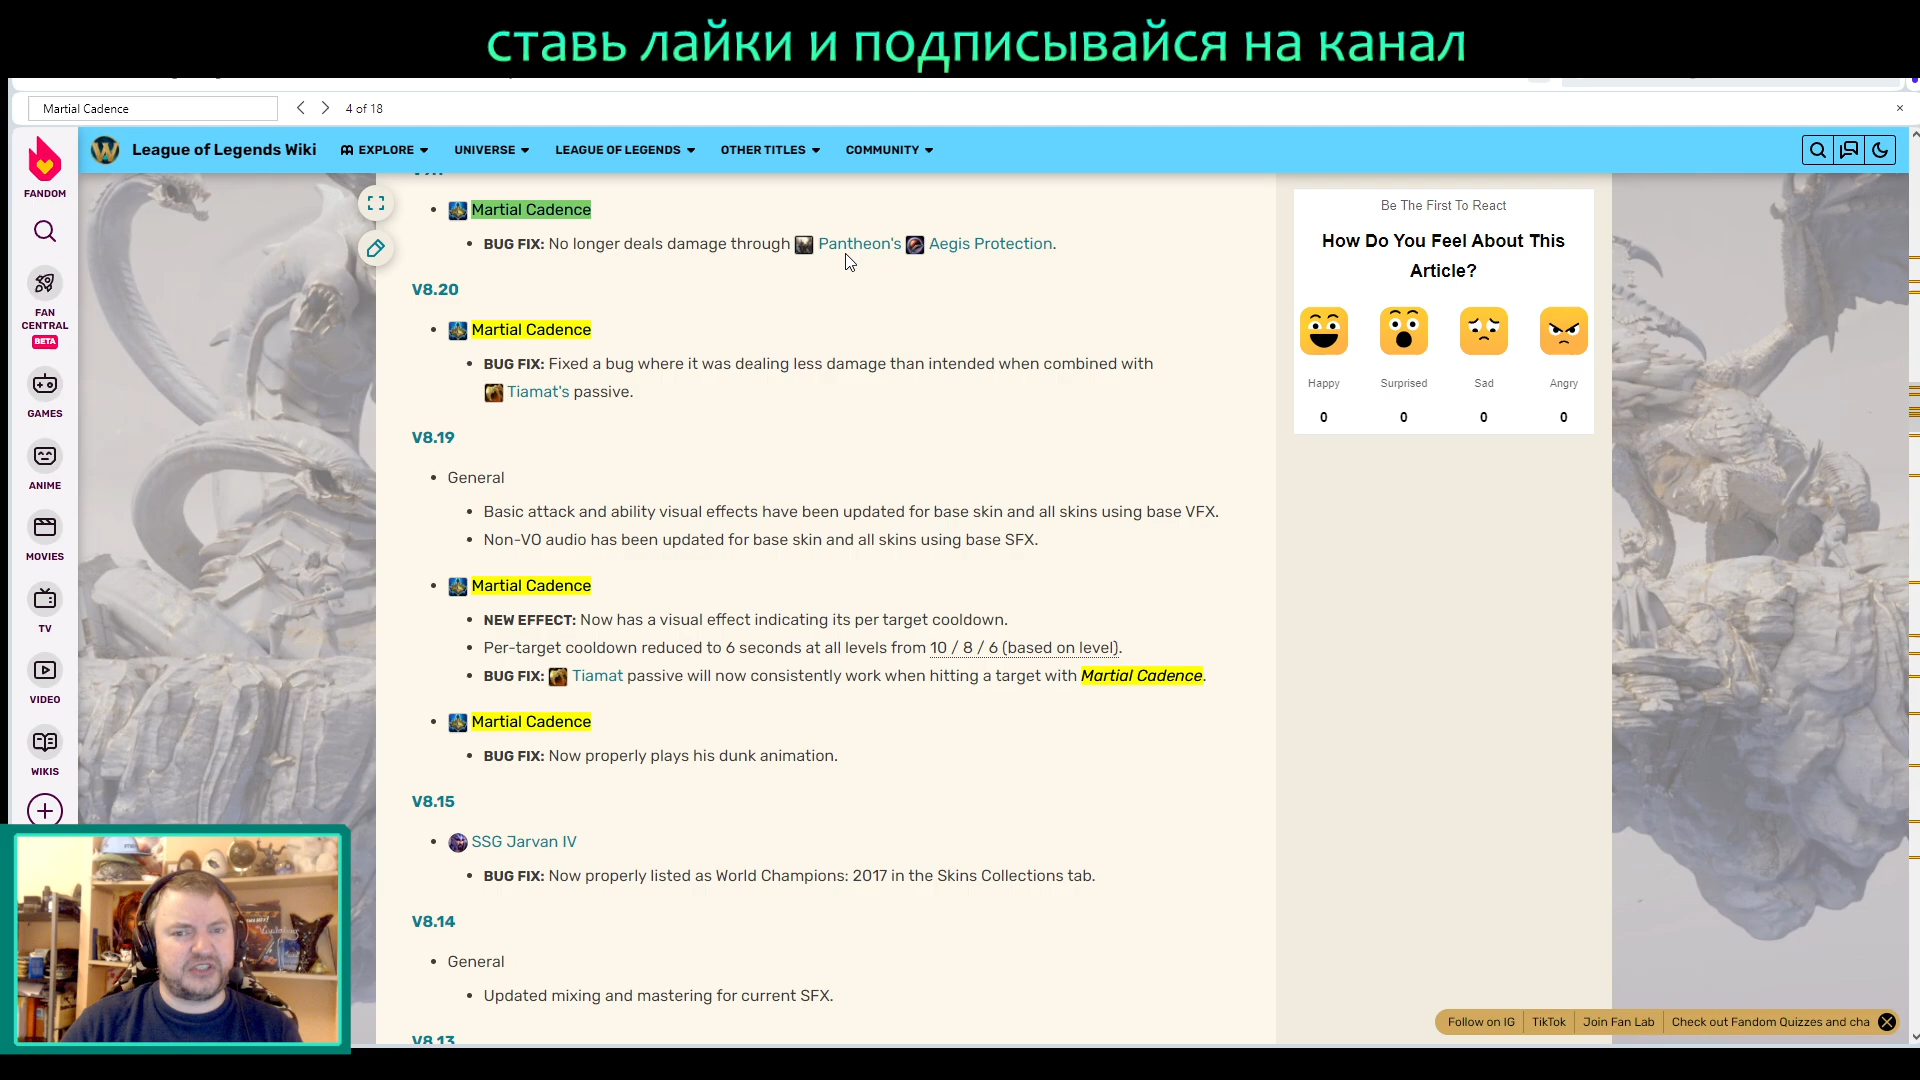 ставь лайки и подписывайся на канал
Martial Cadence
4 of 18
League of Legends Wiki
EXPLORE
UNIVERSE
LEAGUE OF LEGENDS
OTHER TITLES
COMMUNITY
FANDOM
FAN CENTRAL
BETA
GAMES
ANIME
MOVIES
TV
VIDEO
WIKIS
Martial Cadence
BUG FIX: No longer deals damage through Pantheon's Aegis Protection.
V8.20
Martial Cadence
BUG FIX: Fixed a bug where it was dealing less damage than intended when combined with
Tiamat's passive.
V8.19
General
Basic attack and ability visual effects have been updated for base skin and all skins using base VFX.
Non-VO audio has been updated for base skin and all skins using base SFX.
Martial Cadence
NEW EFFECT: Now has a visual effect indicating its per target cooldown.
Per-target cooldown reduced to 6 seconds at all levels from 10 / 8 / 6 (based on level).
BUG FIX: Tiamat passive will now consistently work when hitting a target with Martial Cadence.
Martial Cadence
BUG FIX: Now properly plays his dunk animation.
V8.15
SSG Jarvan IV
BUG FIX: Now properly listed as World Champions: 2017 in the Skins Collections tab.
V8.14
General
Updated mixing and mastering for current SFX.
V8.13
Be The First To React
How Do You Feel About This
Article?
Happy
Surprised
Sad
Angry
0
0
0
0
Follow on IG
TikTok
Join Fan Lab
Check out Fandom Quizzes and cha